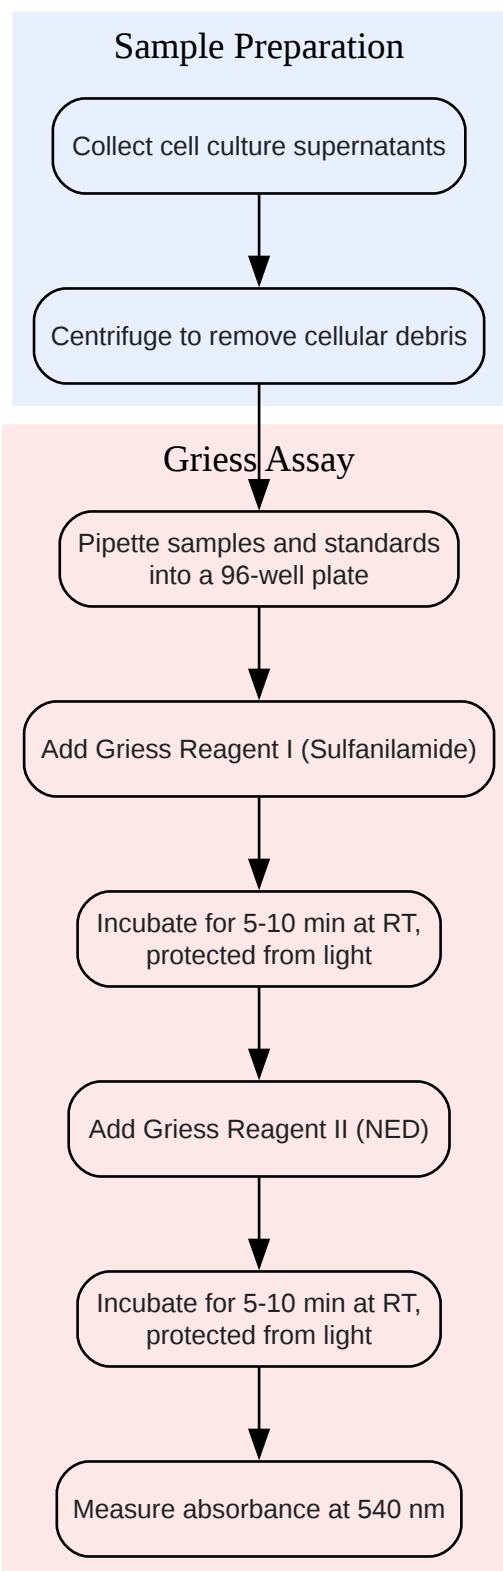 Sample Preparation
Collect cell culture supernatants
Centrifuge to remove cellular debris
Griess Assay
Pipette samples and standards
into a 96-well plate
Add Griess Reagent I (Sulfanilamide)
Incubate for 5-10 min at RT,
protected from light
Add Griess Reagent II (NED)
Incubate for 5-10 min at RT,
protected from light
Measure absorbance at 540 nm